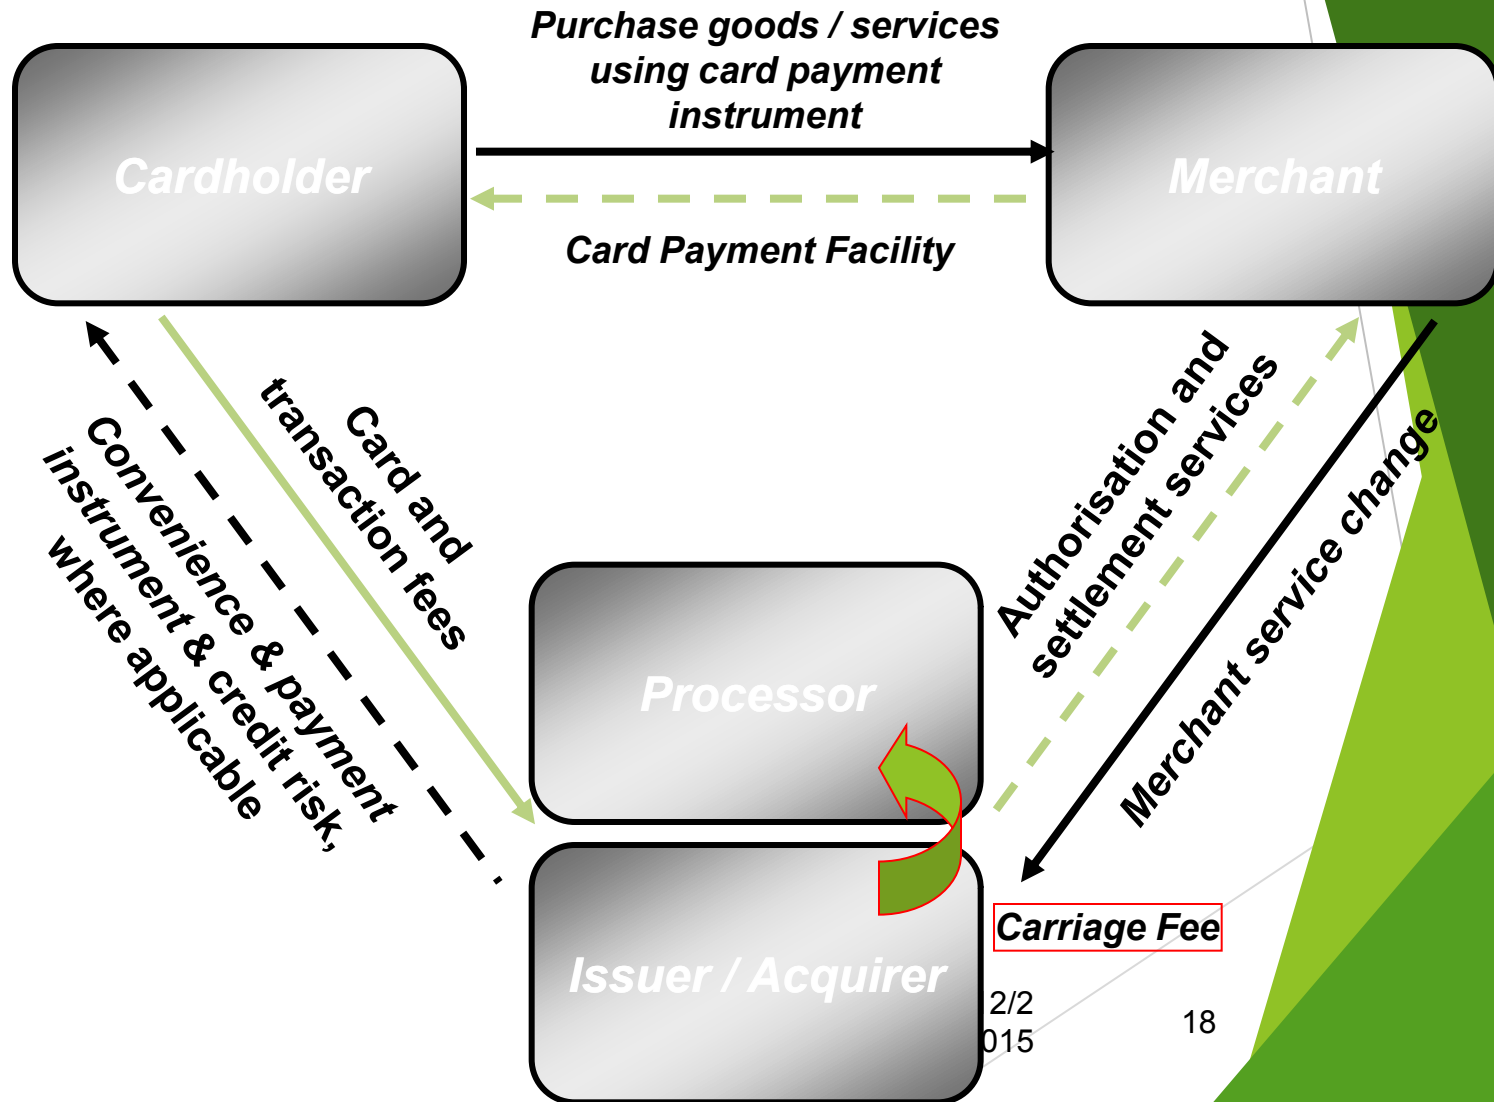 Purchase goods / services
using card payment
instrument
Cardholder
Merchant
Card Payment Facility
Card and
transaction fees
Convenience & payment
instrument & credit risk,
where applicable
Authorisation and
settlement services
Merchant service change
Processor
Issuer / Acquirer
Carriage Fee
2/2
015
18